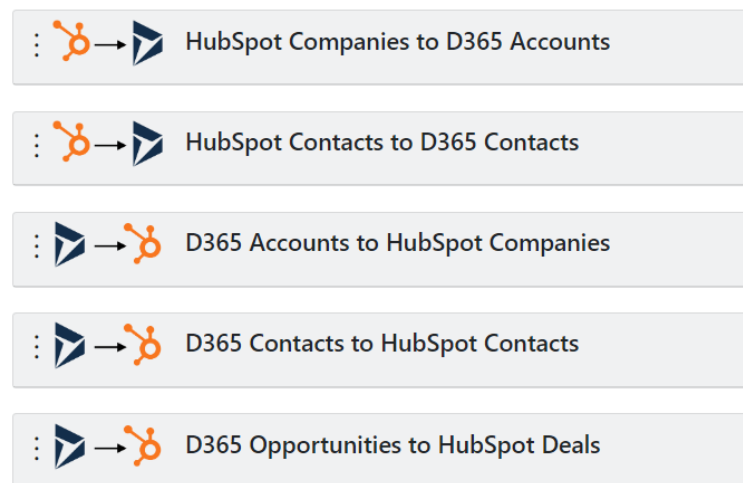 HubSpot Companies to D365 Accounts
HubSpot Contacts to D365 Contacts
D365 Accounts to HubSpot Companies
D365 Contacts to HubSpot Contacts
D365 Opportunities to HubSpot Deals